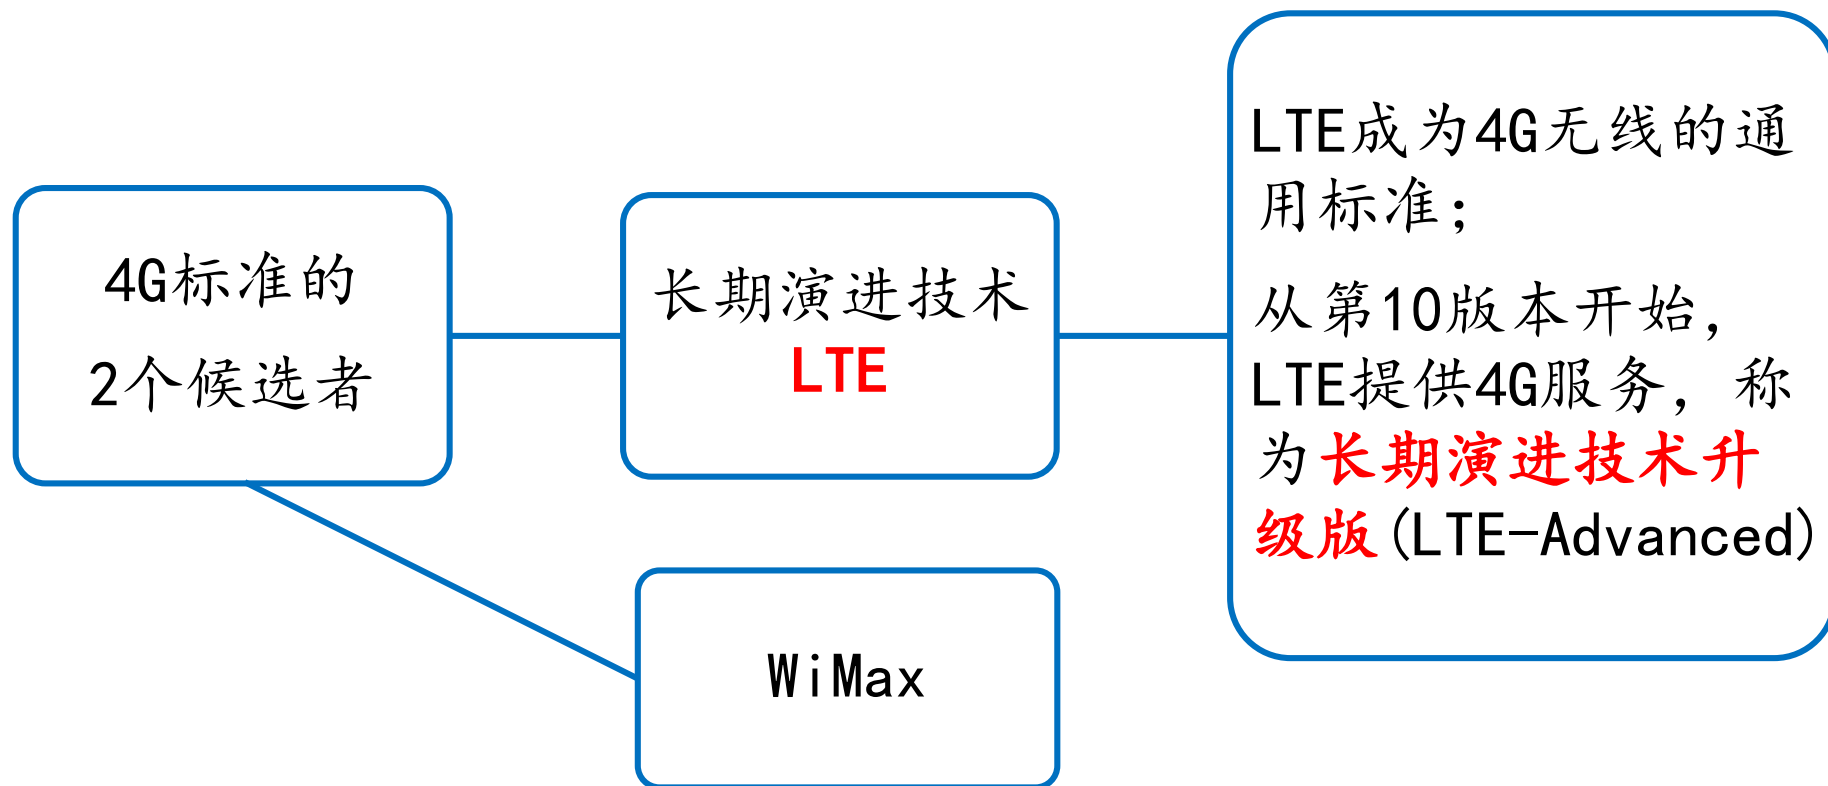 4G标准的
2个候选者
长期演进技术
LTE
WiMax
LTE成为4G无线的通
用标准；
从第10版本开始，
LTE提供4G服务，称
为长期演进技术升
级版(LTE-Advanced)